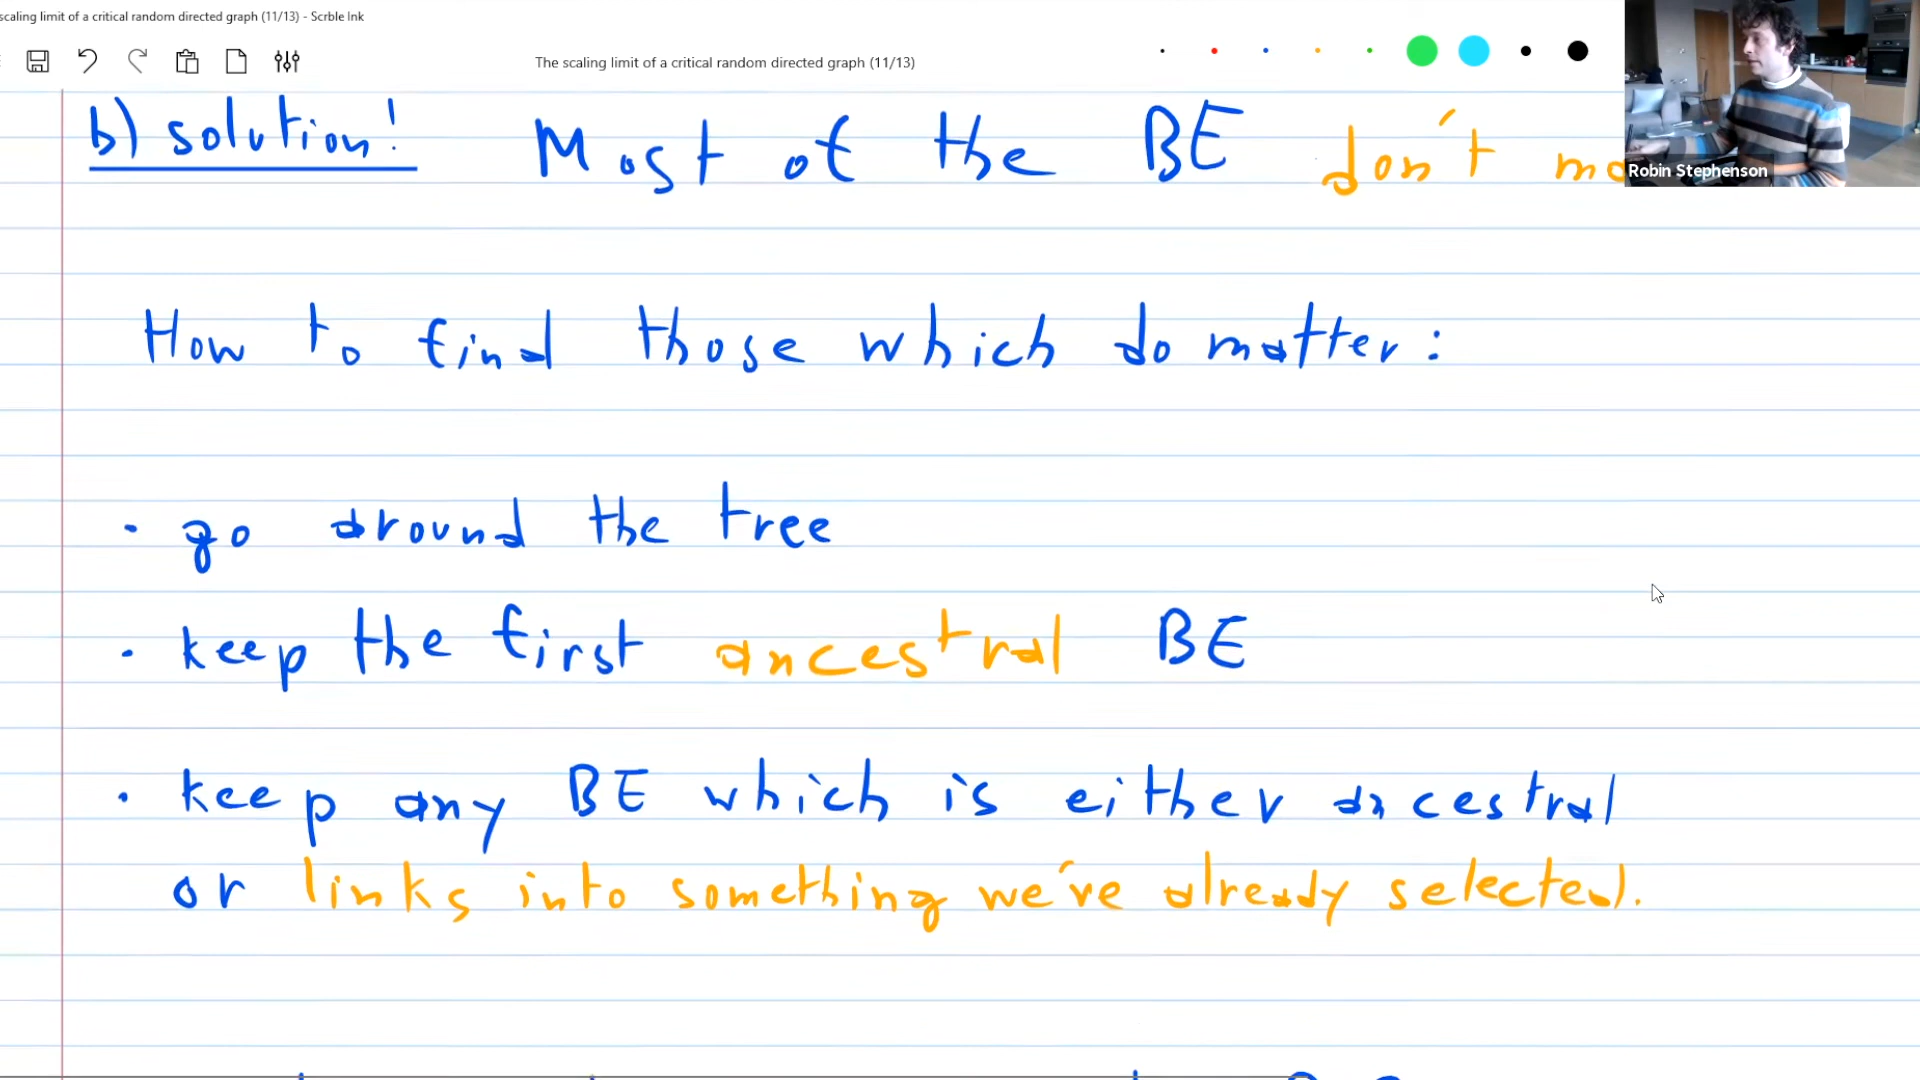 scaling limit of a critical random directed graph (11/13) - Scrble Ink
The scaling limit of a critical random directed graph (11/13)
Robin Stephenson
b) solution! Most of the BE don't
How to find those which do matter:
· go around the tree
· keep the first ancestral BE
· keep any BE which is either ancestral
or links into something we've already selected.